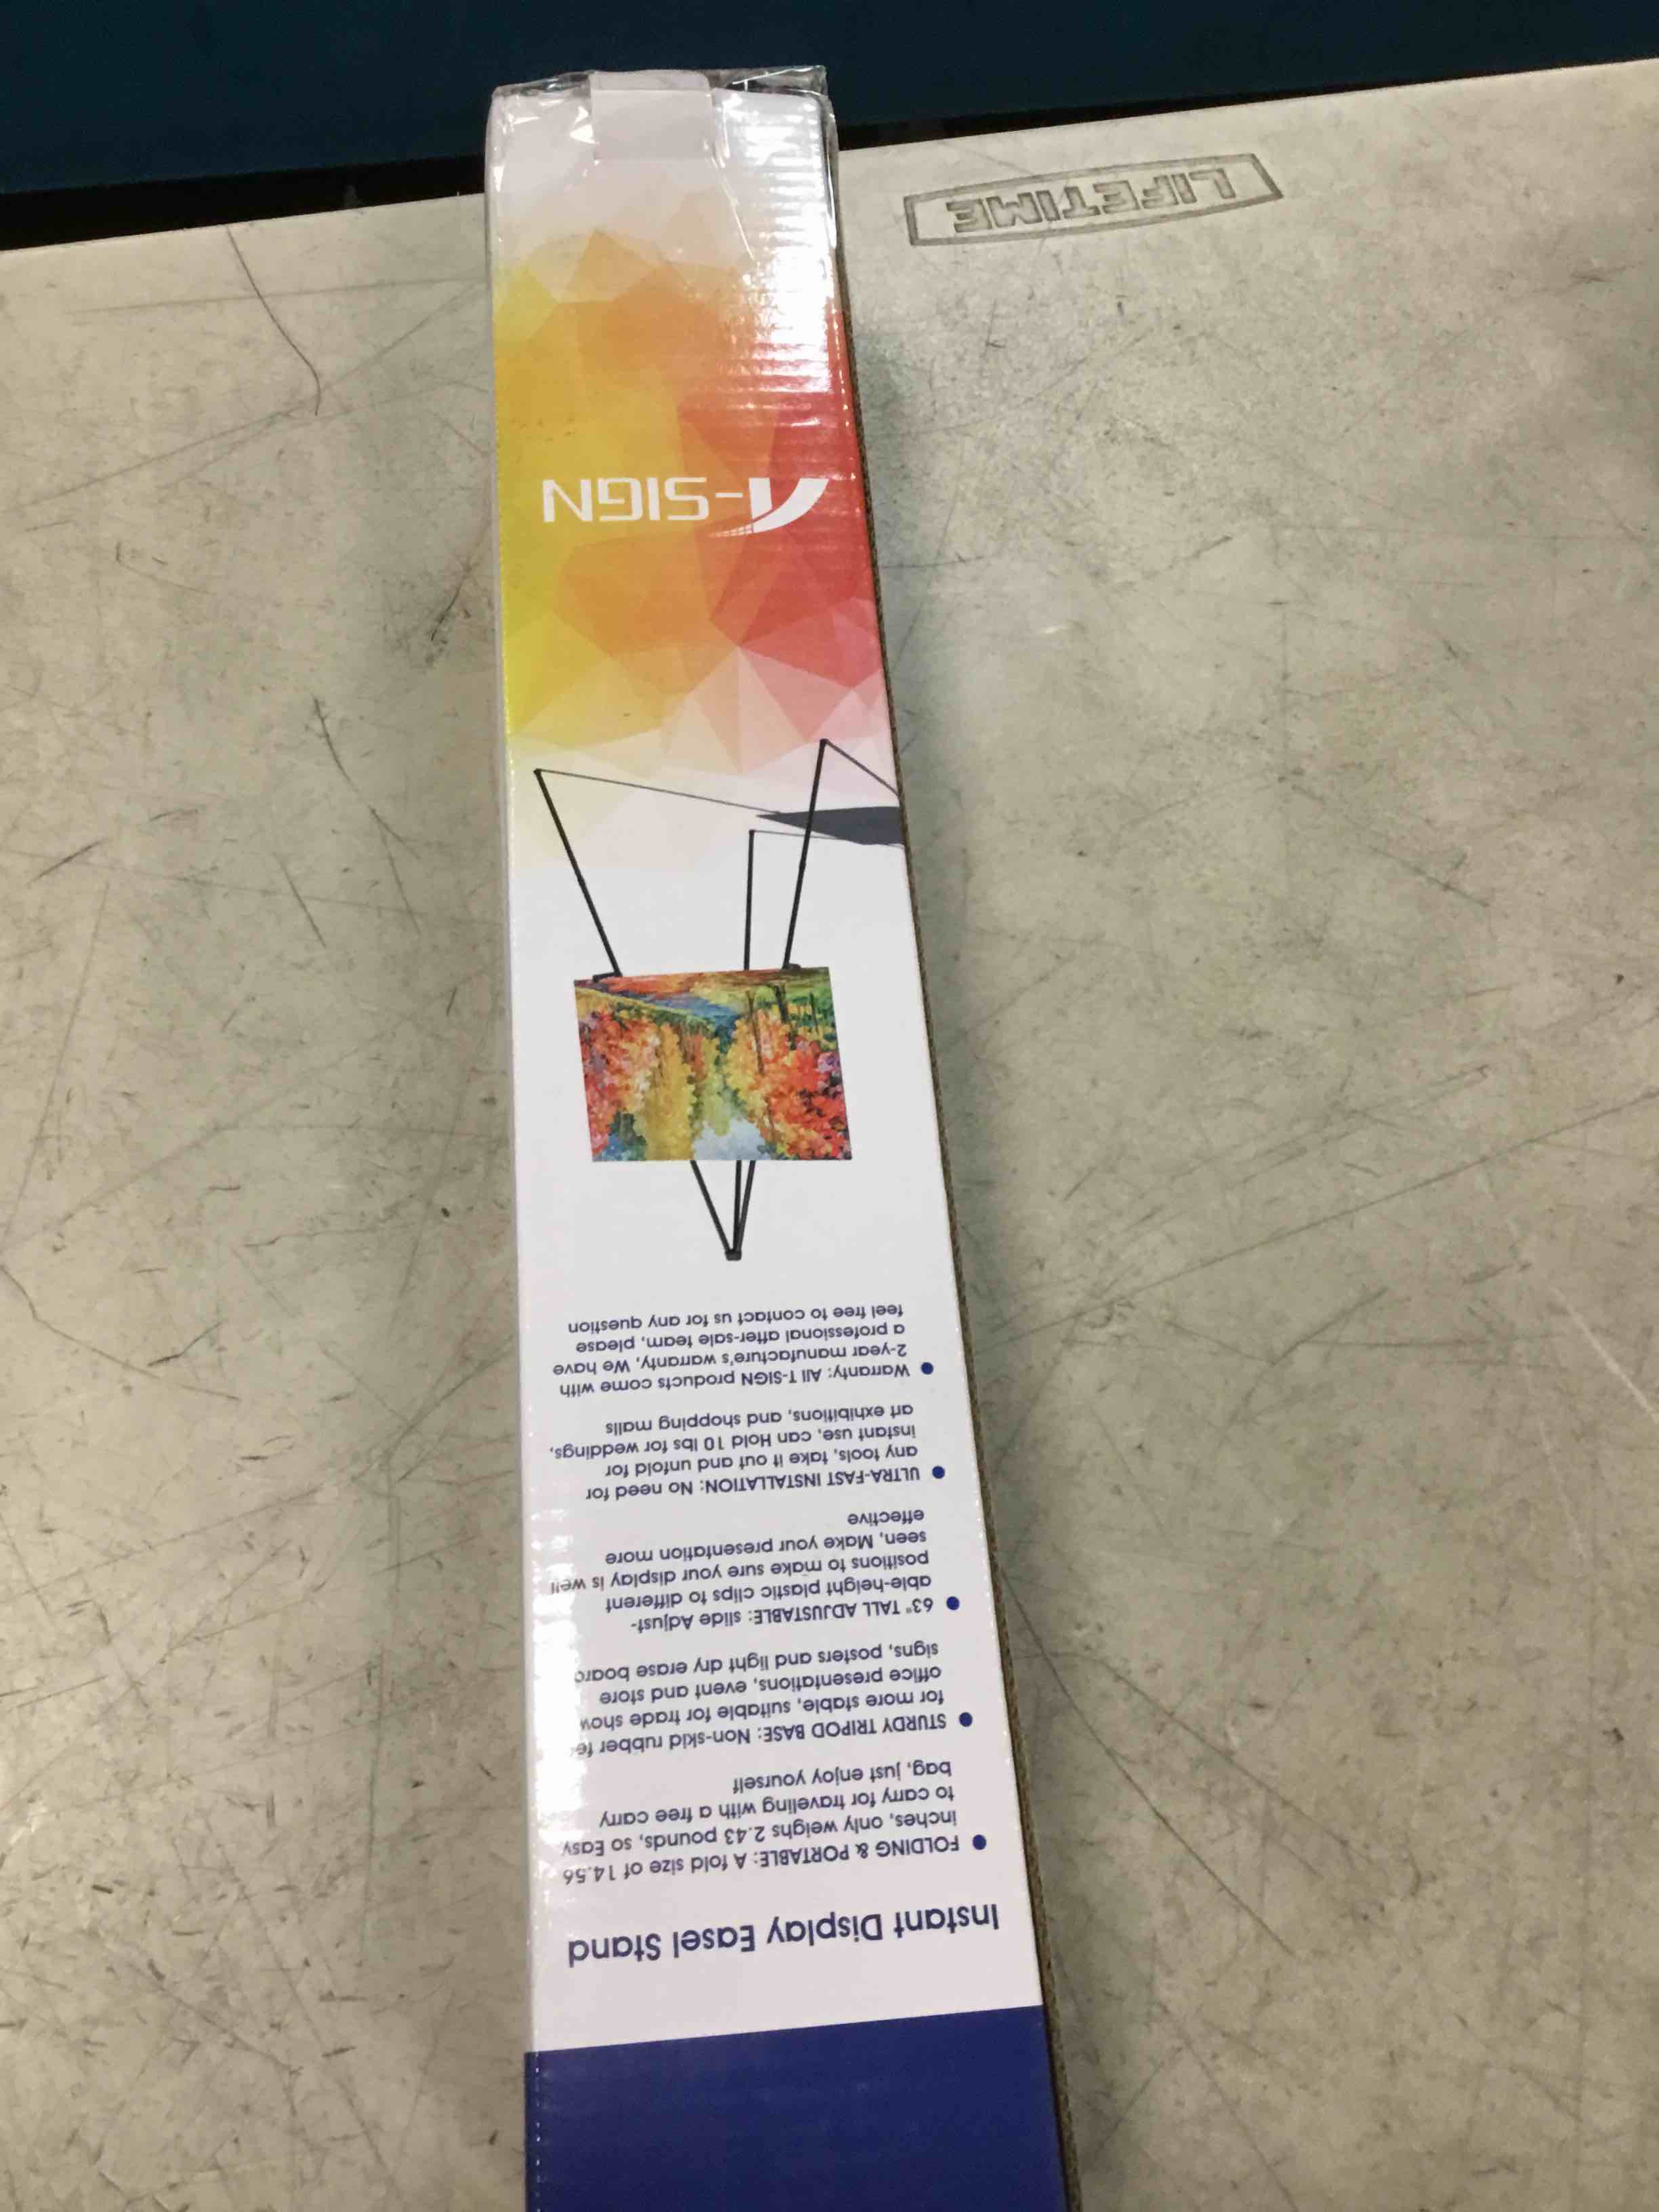 Instant Display Easel Stand
● FOLDING & PORTABLE: A fold size of 14.56
inches, only weighs 2.43 pounds, so Easy
to carry for traveling with a free carry
bag, just enjoy yourself
● STURDY TRIPOD BASE: Non-skid rubber
for more stable, suitable for trade show
office presentations, event and store
signs, posters and light dry erase board
● 63" TALL ADJUSTABLE: slide Adjust-
able-height plastic clips to different
positions to make sure your display is well
seen, Make your presentation more
effective
● ULTRA-FAST INSTALLATION: No need for
any tools, take it out and unfold for
instant use, can Hold 10 lbs for weddings,
art exhibitions, and shopping malls
● Warranty: All T-SIGN products come with
2-year manufacture's warranty, We have
a professional after-sale team, please
feel free to contact us for any question
T-SIGN
LIFETIME